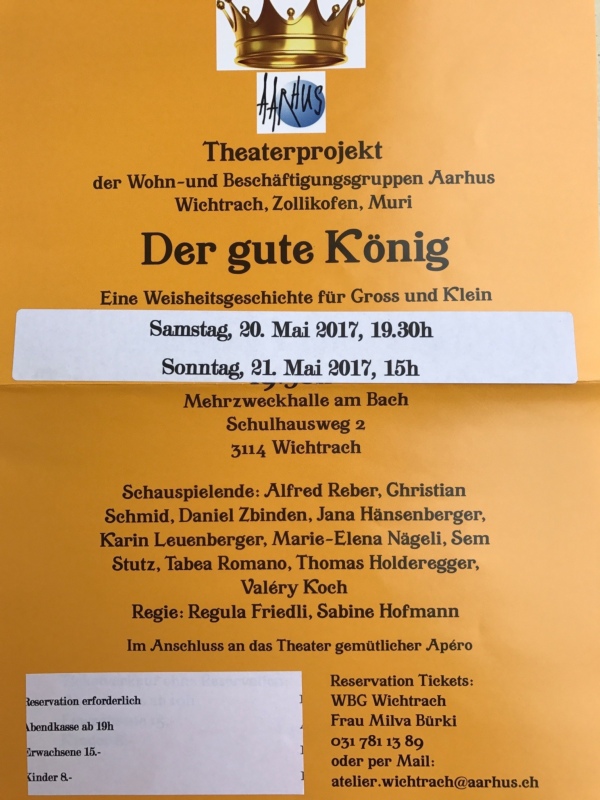 AARHUS
Theaterprojekt
der Wohn-und Beschäftigungsgruppen Aarhus
Wichtrach, Zollikofen, Muri
Der gute König
Eine Weisheitsgeschichte für Gross und Klein
Samstag, 20. Mai 2017, 19.30h
Sonntag, 21. Mai 2017, 15h
Mehrzweckhalle am Bach
Schulhausweg 2
3114 Wichtrach
Schauspielende: Alfred Reber, Christian
Schmid, Daniel Zbinden, Jana Hänsenberger,
Karin Leuenberger, Marie-Elena Nägeli, Sem
Stutz, Tabea Romano, Thomas Holderegger,
Valéry Koch
Regie: Regula Friedli, Sabine Hofmann
Im Anschluss an das Theater gemütlicher Apéro
Reservation erforderlich
Abendkasse ab 19h
Erwachsene 15.-
Kinder 8.-
Reservation Tickets:
WBG Wichtrach
Frau Milva Bürki
031 781 13 89
oder per Mail:
atelier.wichtrach@aarhus.ch